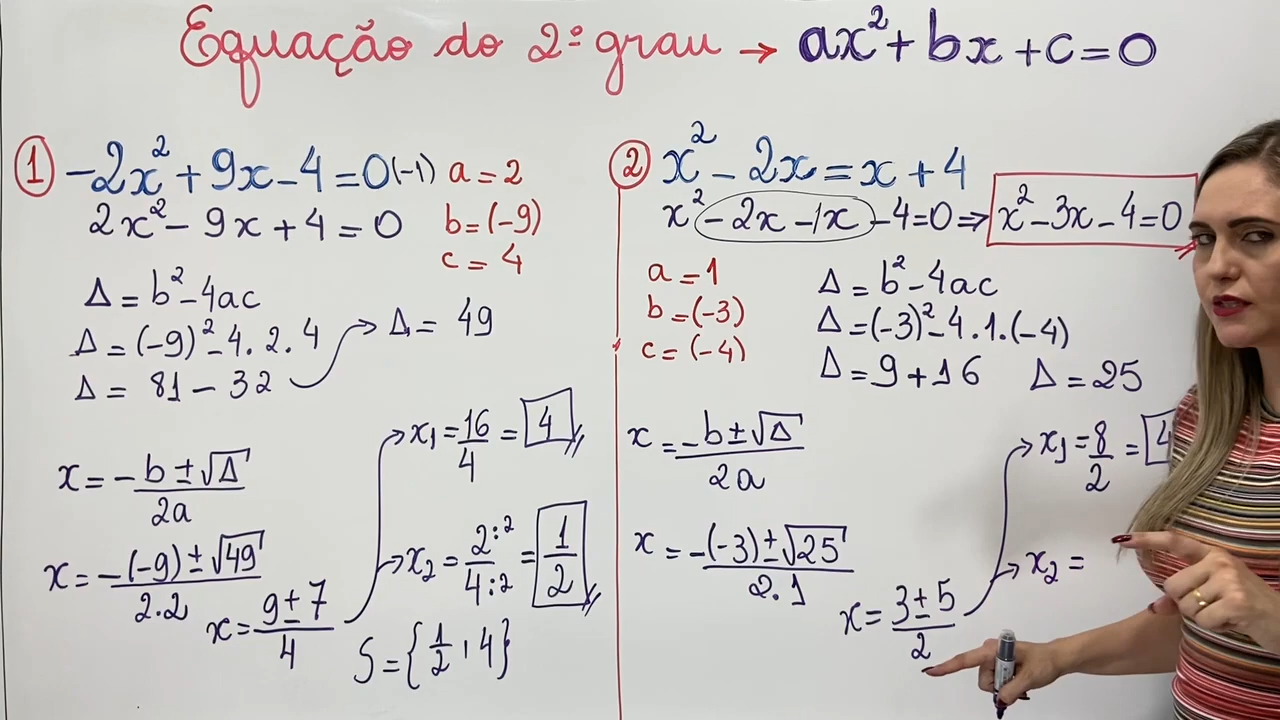 Equação do 2º grau → ax² + bx + c = 0
① -2x² + 9x - 4 = 0 (-1)
2x² - 9x + 4 = 0
a = 2
b = (-9)
c = 4
Δ = b² - 4ac
Δ = (-9)² - 4 . 2 . 4
Δ = 81 - 32
Δ = 49
x = -b ± √Δ / 2a
x = -(-9) ± √49 / 2.2
x = 9 ± 7 / 4
x₁ = 16/4 = 4
x₂ = 2:2 / 4:2 = 1/2
S = {1/2 , 4}
② x² - 2x = x + 4
x² - 2x - 1x - 4 = 0 ⇒ x² - 3x - 4 = 0
a = 1
b = (-3)
c = (-4)
Δ = b² - 4ac
Δ = (-3)² - 4 . 1 . (-4)
Δ = 9 + 16
Δ = 25
x = -b ± √Δ / 2a
x = -(-3) ± √25 / 2.1
x = 3 ± 5 / 2
x₁ = 8/2 = 4
x₂ =